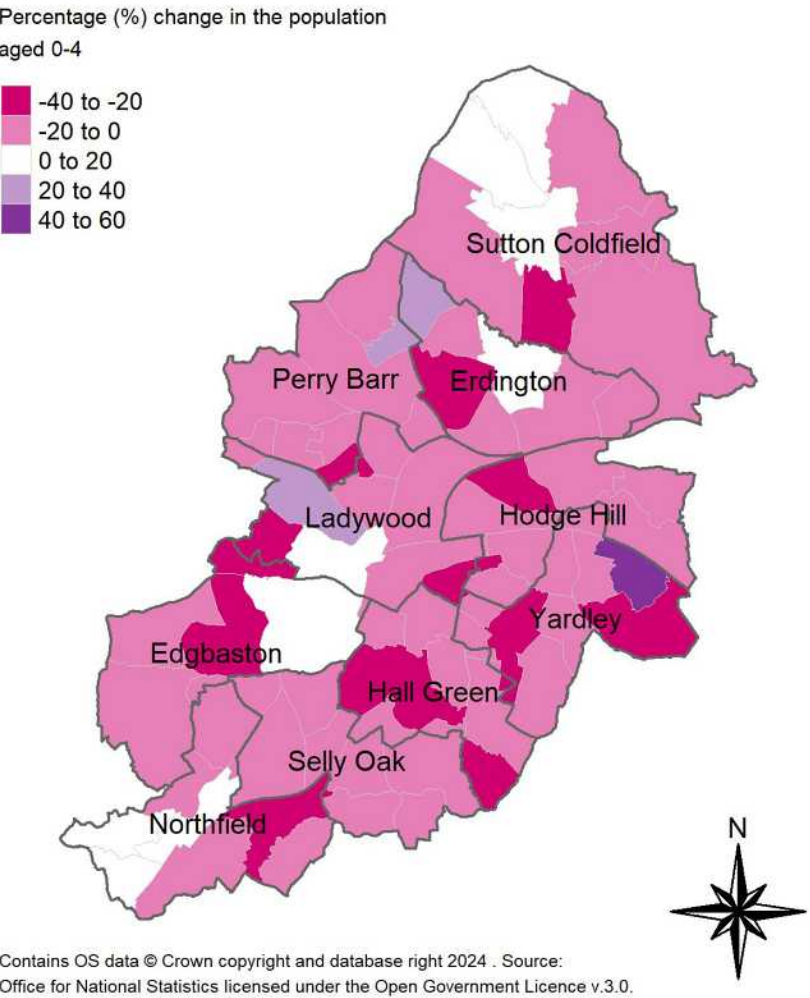 Percentage (%) change in the population
aged 0-4
-40 to -20
-20 to 0
0 to 20
20 to 40
40 to 60
Sutton Coldfield
Perry Barr
Erdington
Ladywood
Hodge Hill
Yardley
Edgbaston
Hall Green
Selly Oak
Northfield
N
Contains OS data © Crown copyright and database right 2024 . Source:
Office for National Statistics licensed under the Open Government Licence v.3.0.